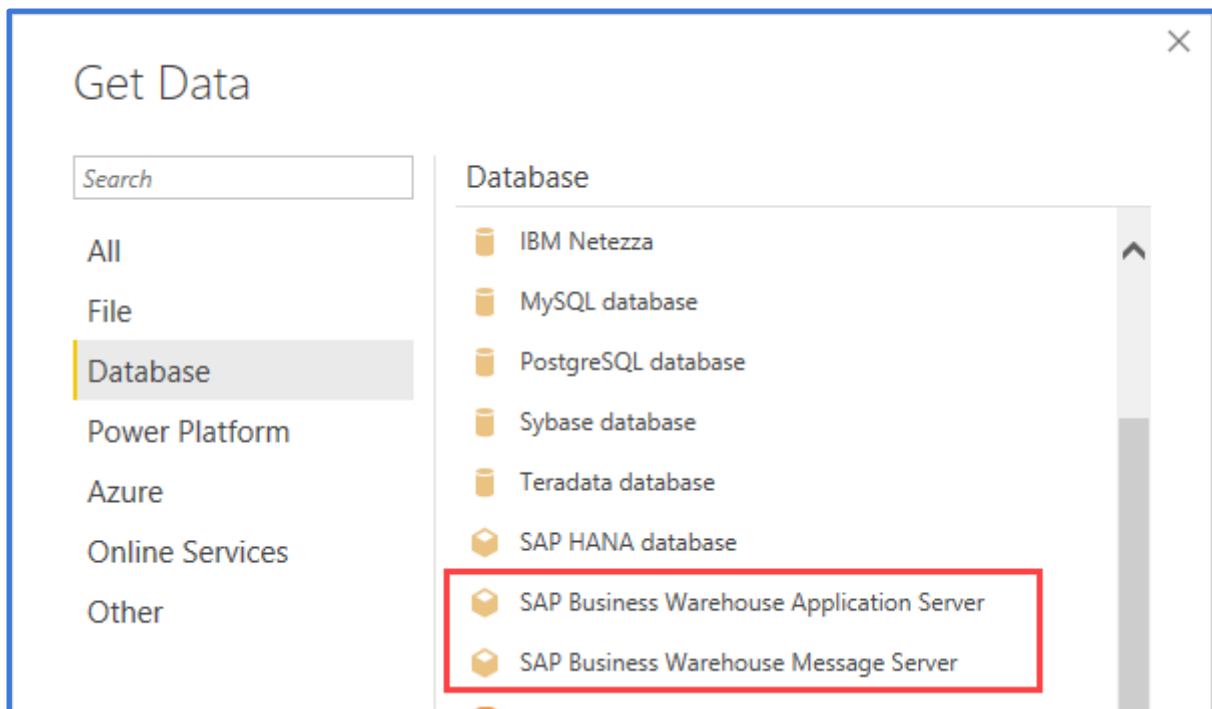 Get Data
Search
All
File
Database
Power Platform
Azure
Online Services
Other
Database
IBM Netezza
MySQL database
PostgreSQL database
Sybase database
Teradata database
SAP HANA database
SAP Business Warehouse Application Server
SAP Business Warehouse Message Server